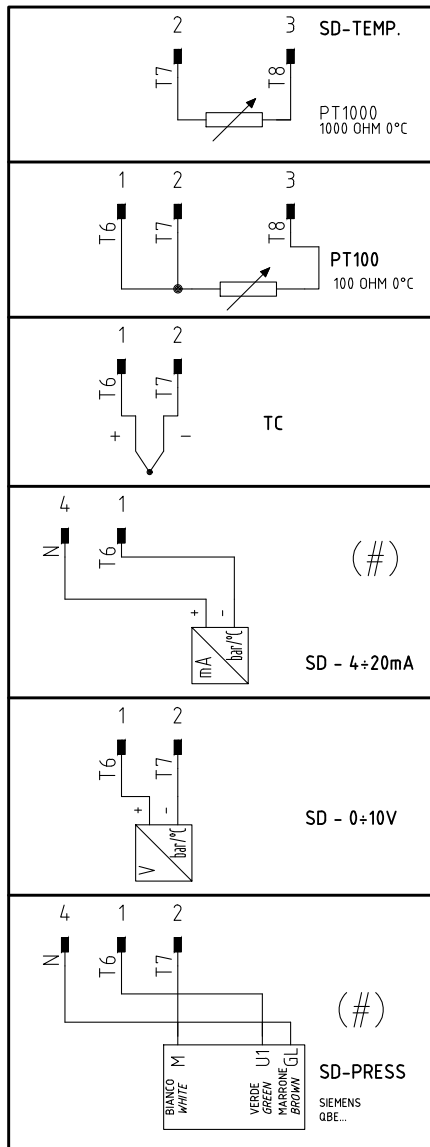 2 3 SD-TEMP.
T7 T8
PT1000
1000 OHM 0°C
1 2 3
T6 T7 T8
PT100
100 OHM 0°C
1 2
T6 T7
+ -
TC
4 1
N T6
(#)
+ -
mA bar/°C
SD - 4÷20mA
1 2
T6 T7
+ -
V bar/°C
SD - 0÷10V
4 1 2
N T6 T7
(#)
M U1 GL
BIANCO VERDE MARRONE
WHITE GREEN BROWN
SD-PRESS
SIEMENS
QBE...